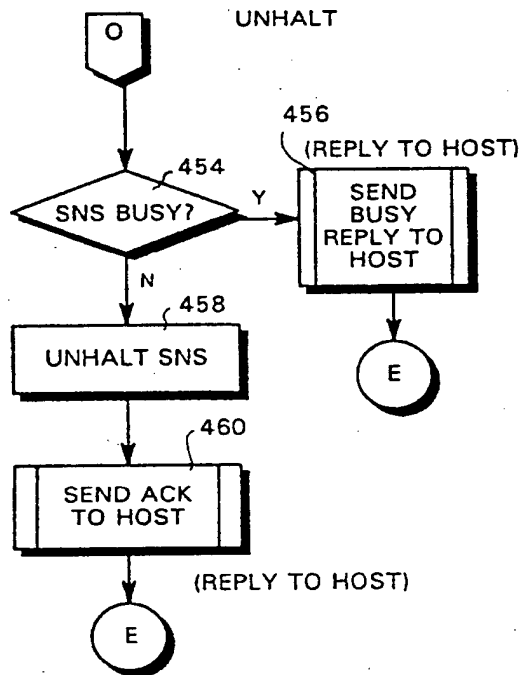 O
UNHALT
454
SNS BUSY?
Y
456
(REPLY TO HOST)
SEND
BUSY
REPLY TO
HOST
E
N
458
UNHALT SNS
460
SEND ACK
TO HOST
(REPLY TO HOST)
E